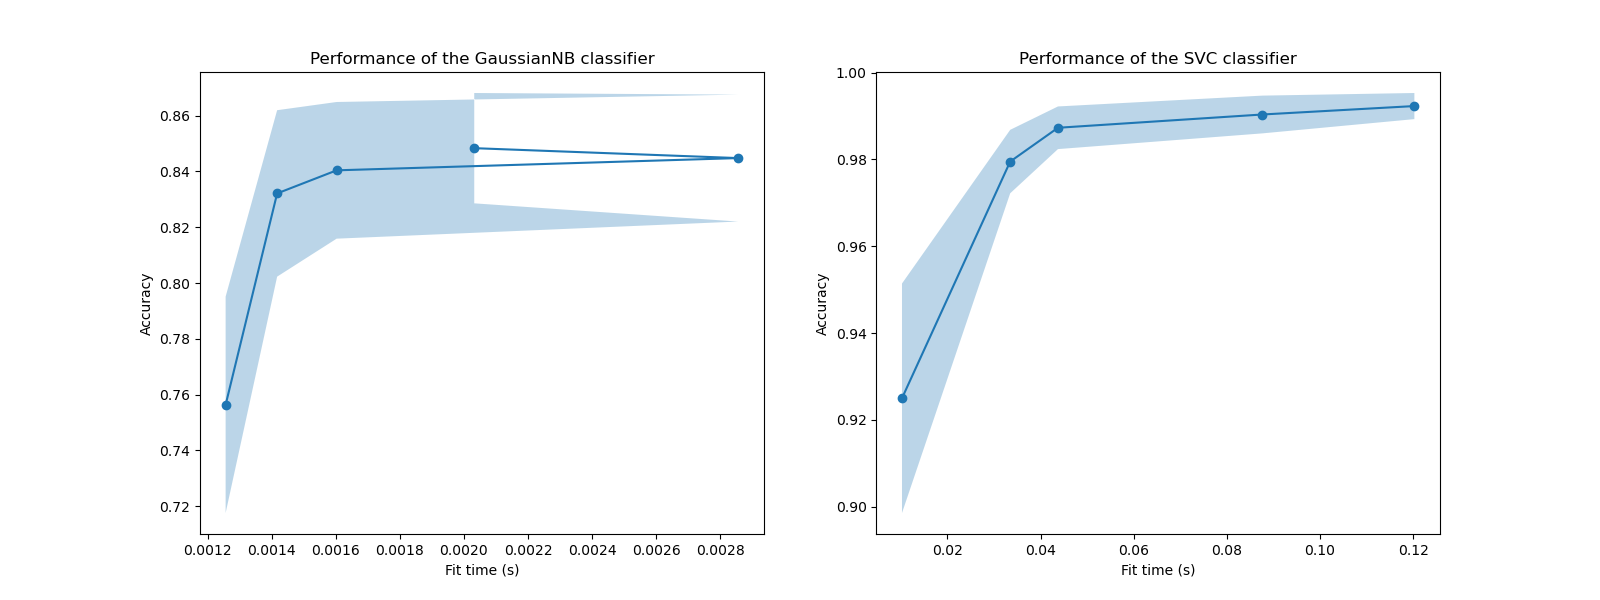 Performance of the GaussianNB classifier
Accuracy
0.86
0.84
0.82
0.80
0.78
0.76
0.74
0.72
0.0012 0.0014 0.0016 0.0018 0.0020 0.0022 0.0024 0.0026 0.0028
Fit time (s)
Performance of the SVC classifier
Accuracy
1.00
0.98
0.96
0.94
0.92
0.90
0.02 0.04 0.06 0.08 0.10 0.12
Fit time (s)